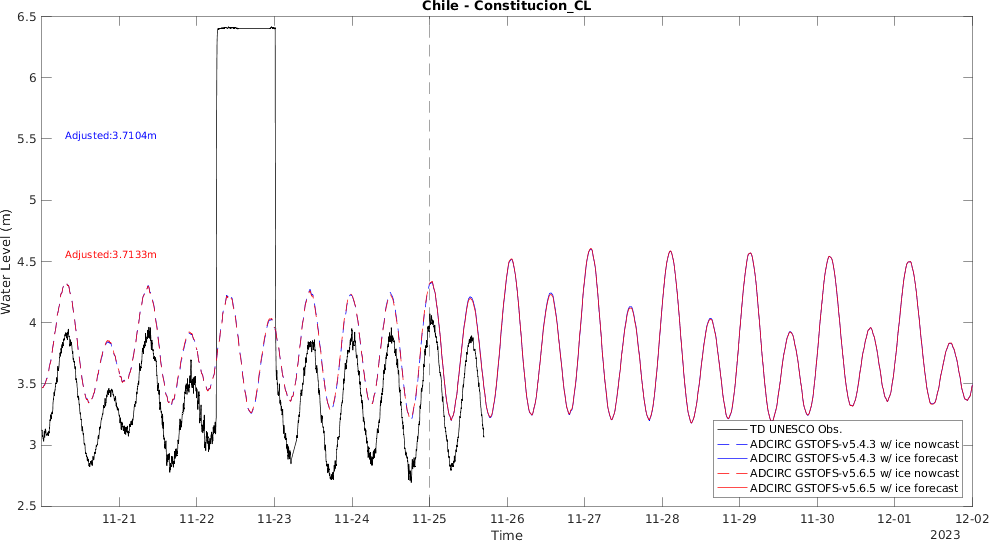 Chile - Constitucion_CL
6.5
6
5.5
5
4.5
4
3.5
3
2.5
Water Level (m)
Adjusted:3.7104m
Adjusted:3.7133m
TD UNESCO Obs.
ADCIRC GSTOFS-v5.4.3 w/ ice nowcast
ADCIRC GSTOFS-v5.4.3 w/ ice forecast
ADCIRC GSTOFS-v5.6.5 w/ ice nowcast
ADCIRC GSTOFS-v5.6.5 w/ ice forecast
11-21 11-22 11-23 11-24 11-25 11-26 11-27 11-28 11-29 11-30 12-01 12-02
Time
2023